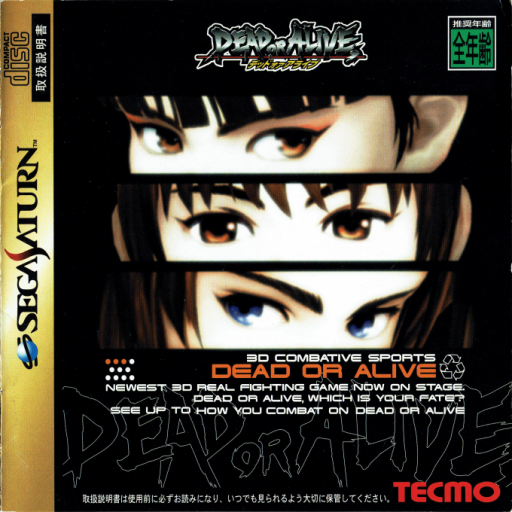 COMPACT
disc
取扱説明書
SEGA SATURN™
DEAD OR ALIVE
デッド オア アライブ
推奨年齢
全年齢
3D COMBATIVE SPORTS
DEAD OR ALIVE
NEWEST 3D REAL FIGHTING GAME NOW ON STAGE.
DEAD OR ALIVE, WHICH IS YOUR FATE?
SEE UP TO HOW YOU COMBAT ON DEAD OR ALIVE
DEAD OR ALIVE
取扱説明書は使用前に必ずお読みになり、いつでも見られるよう大切に保管してください。
TECMO